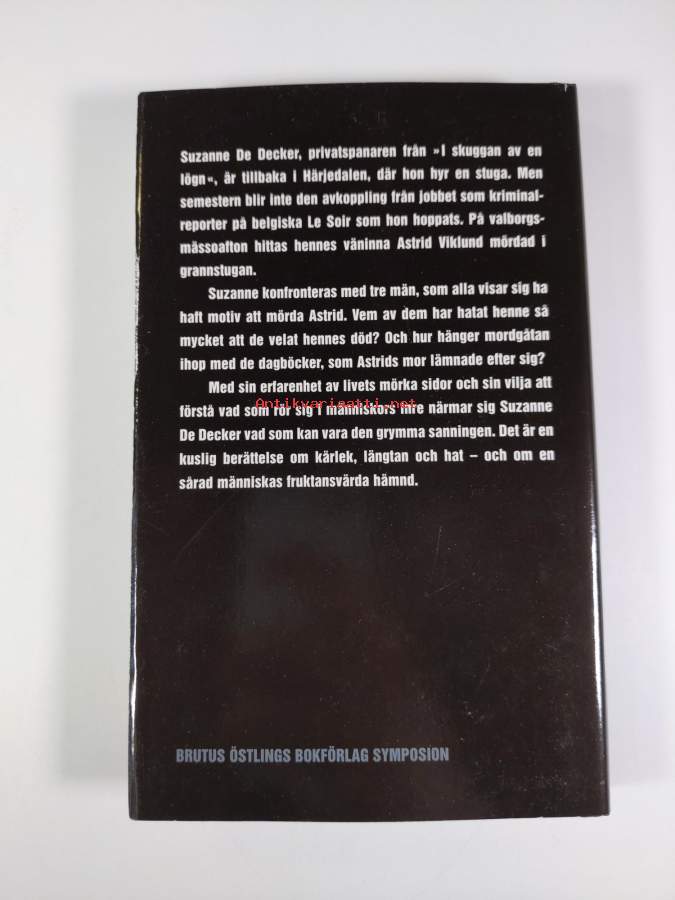 Suzanne De Decker, privatspanaren från »I skuggan av en
lögn«, är tillbaka i Härjedalen, där hon hyr en stuga. Men
semestern blir inte den avkoppling från jobbet som kriminal-
reporter på belgiska Le Soir som hon hoppats. På valborgs-
mässoafton hittas hennes väninna Astrid Viklund mördad i
grannstugan.
Suzanne konfronteras med tre män, som alla visar sig ha
haft motiv att mörda Astrid. Vem av dem har hatat henne så
mycket att de velat hennes död? Och hur hänger mordgåtan
ihop med de dagböcker, som Astrids mor lämnade efter sig?
Med sin erfarenhet av livets mörka sidor och sin vilja att
förstå vad som rör sig i människors inre närmar sig Suzanne
Antikvariaatti.net
De Decker vad som kan vara den grymma sanningen. Det är en
kuslig berättelse om kärlek, längtan och hat – och om en
sårad människas fruktansvärda hämnd.
BRUTUS ÖSTLINGS BOKFÖRLAG SYMPOSION